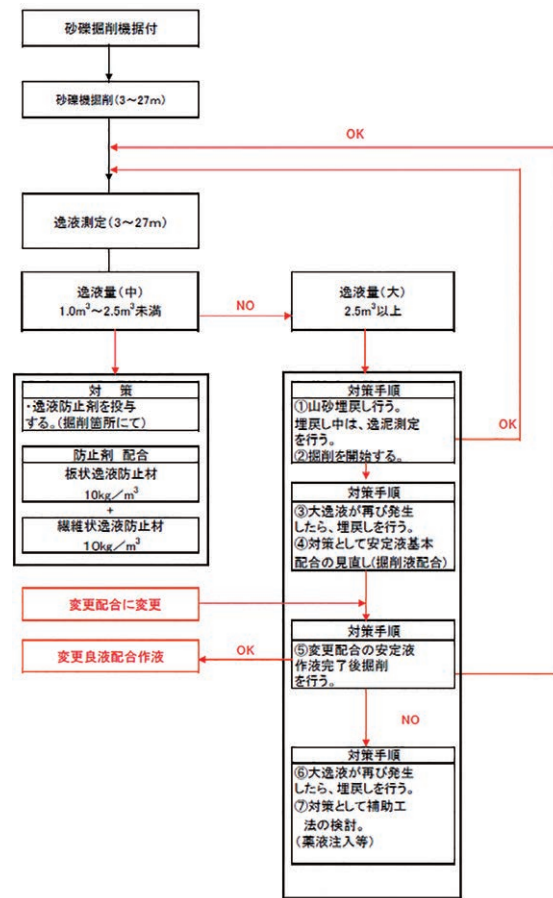 砂礫掘削機据付
砂礫機掘削(3～27m)
OK
逸液測定(3～27m)
逸液量(中)
1.0m³～2.5m³未満
NO
逸液量(大)
2.5m³以上
対 策
・逸液防止剤を投与
する。(掘削箇所にて)
防止剤 配合
板状逸液防止材
10kg/m³
+
繊維状逸液防止材
10kg/m³
対策手順
①山砂埋戻し行う。
埋戻し中は、逸泥測定
を行う。
②掘削を開始する。
OK
対策手順
③大逸液が再び発生
したら、埋戻しを行う。
④対策として安定液基本
配合の見直し(掘削液配合)
変更配合に変更
対策手順
⑤変更配合の安定液
作液完了後掘削
を行う。
OK
変更良液配合作液
NO
対策手順
⑥大逸液が再び発生
したら、埋戻しを行う。
⑦対策として補助工
法の検討。
(薬液注入等)